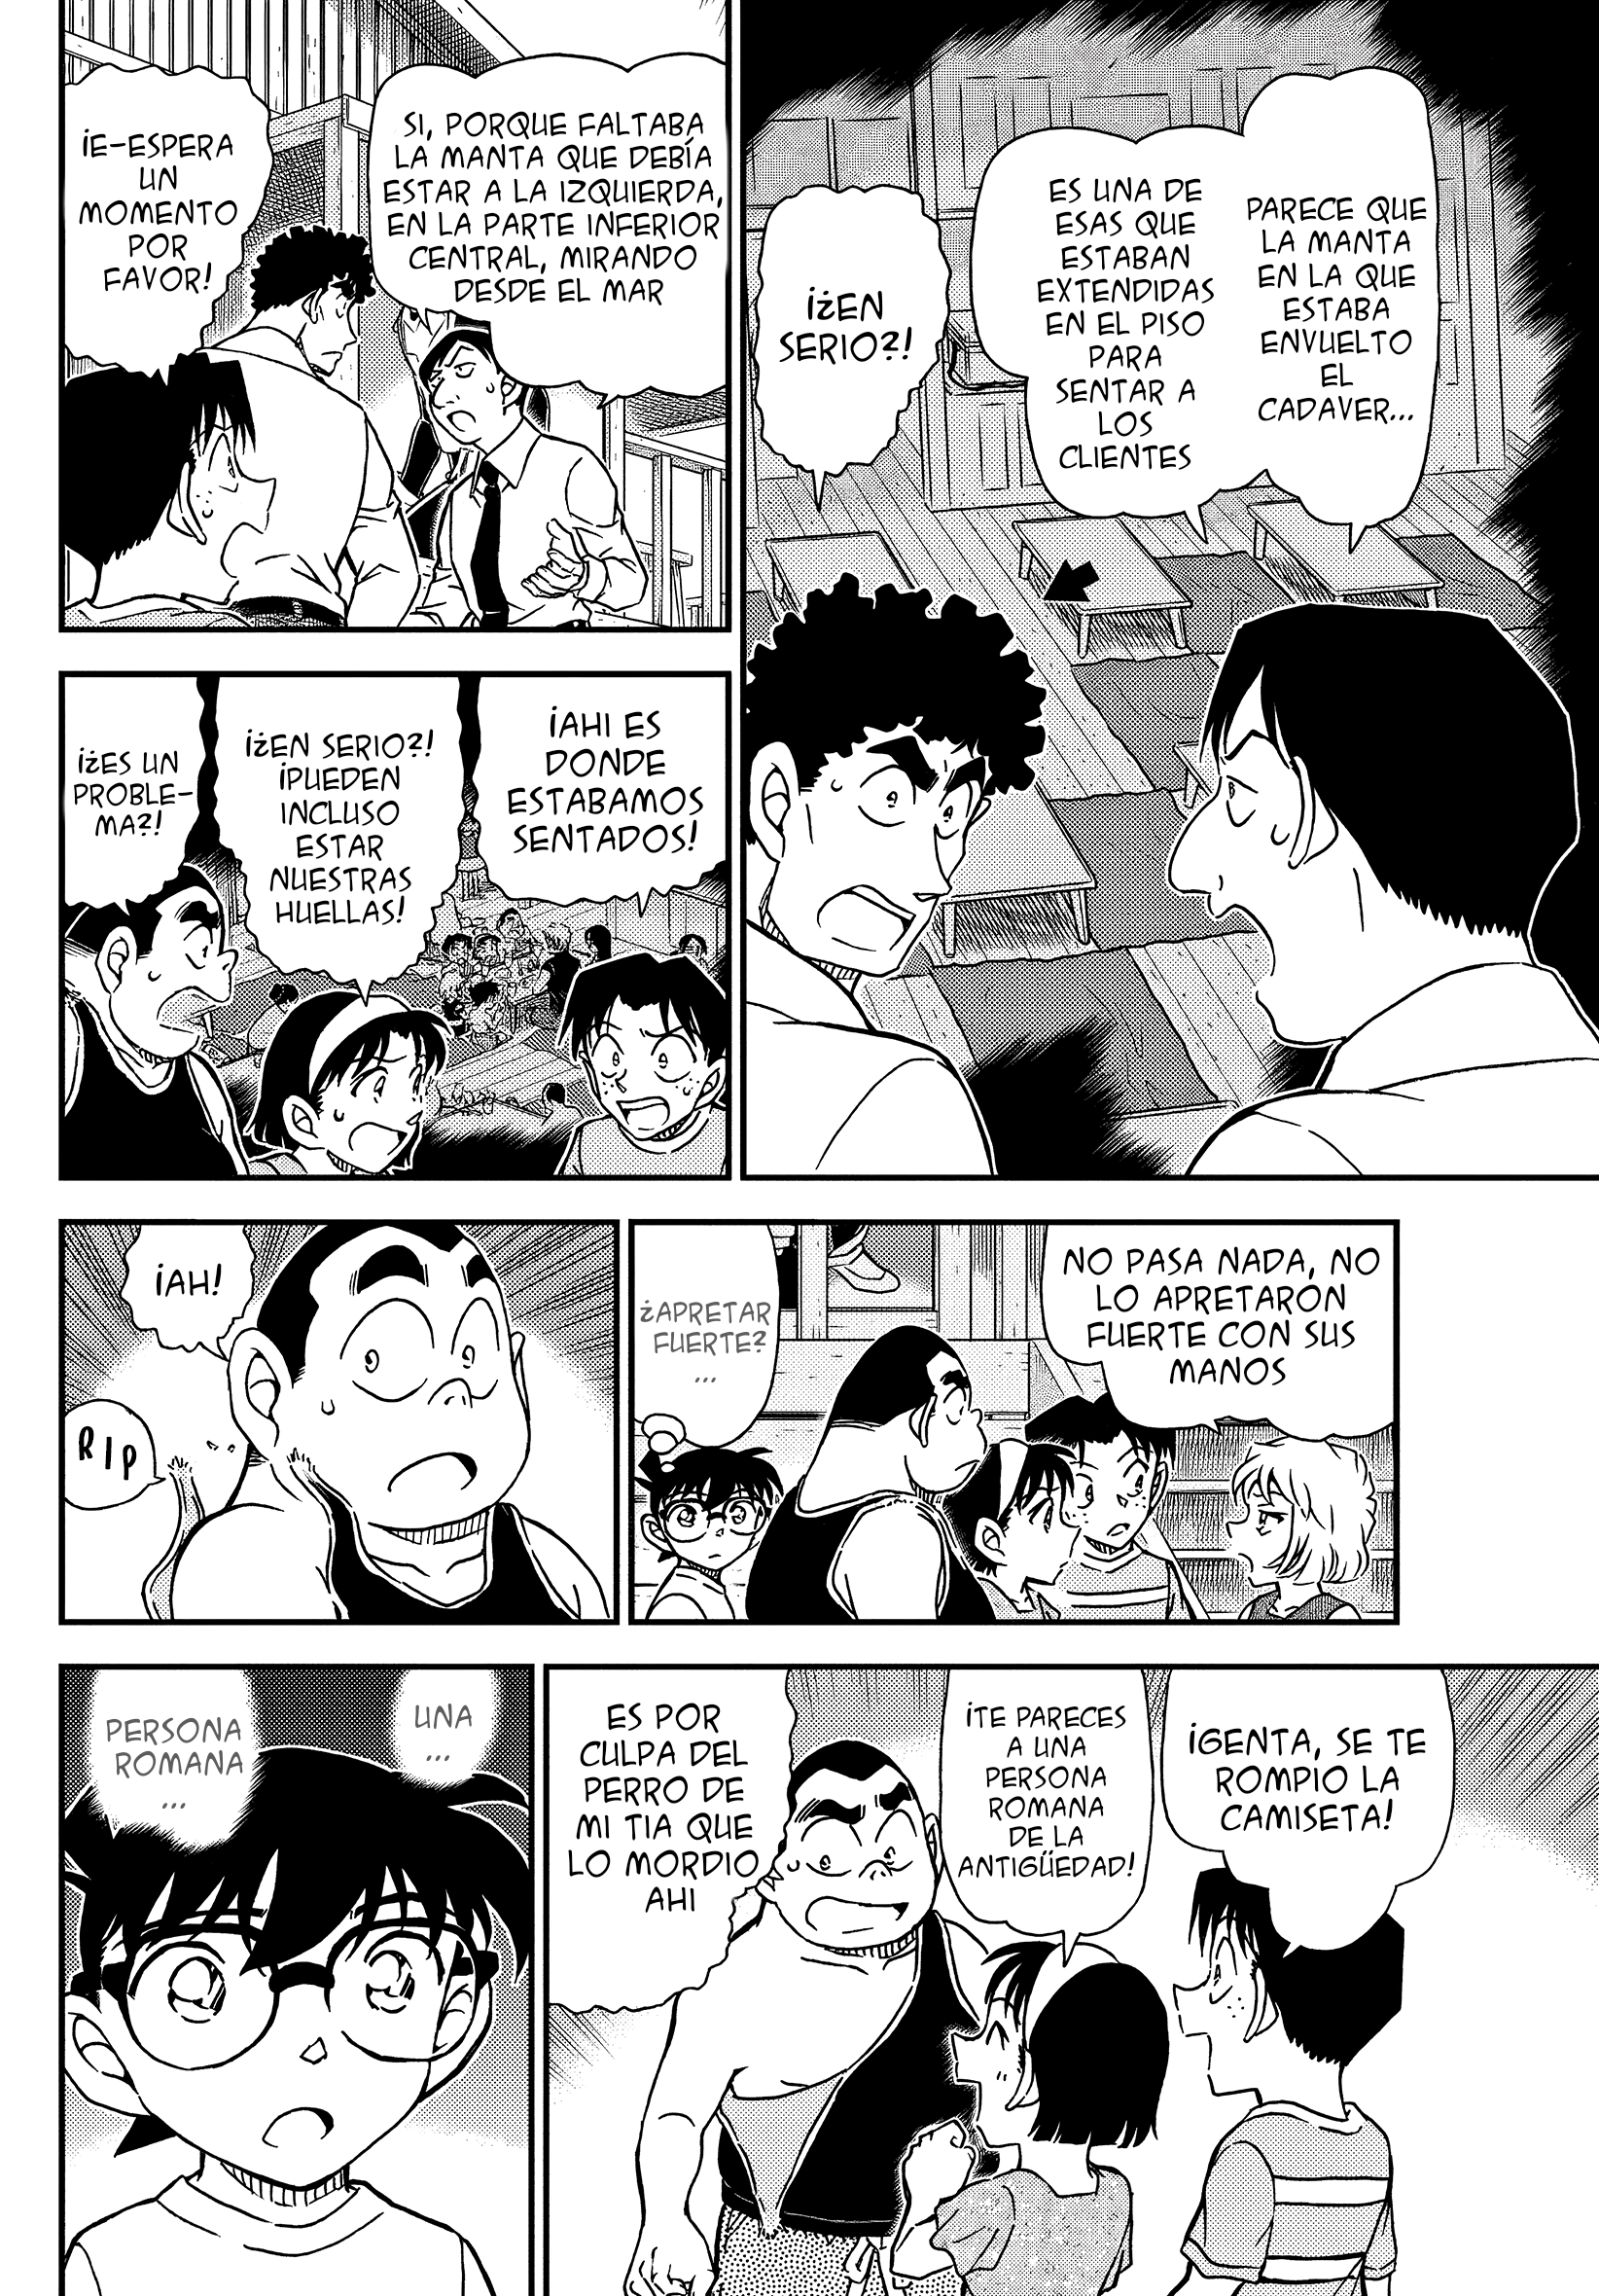 PARECE QUE
LA MANTA
EN LA QUE
ESTABA
ENVUELTO
EL
CADAVER...
ES UNA DE
ESAS QUE
ESTABAN
EXTENDIDAS
EN EL PISO
PARA
SENTAR A
LOS
CLIENTES
¡¿EN
SERIO?!
SI, PORQUE FALTABA
LA MANTA QUE DEBÍA
ESTAR A LA IZQUIERDA,
EN LA PARTE INFERIOR
CENTRAL, MIRANDO
DESDE EL MAR
¡E-ESPERA
UN
MOMENTO
POR
FAVOR!
¡AHI ES
DONDE
ESTABAMOS
SENTADOS!
¡¿EN SERIO?!
¡PUEDEN
INCLUSO
ESTAR
NUESTRAS
HUELLAS!
¡¿ES UN
PROBLE-
MA?!
NO PASA NADA, NO
LO APRETARON
FUERTE CON SUS
MANOS
¿APRETAR
FUERTE?
...
¡AH!
RIP
¡GENTA, SE TE
ROMPIO LA
CAMISETA!
¡TE PARECES
A UNA
PERSONA
ROMANA
DE LA
ANTIGÜEDAD!
ES POR
CULPA DEL
PERRO DE
MI TIA QUE
LO MORDIO
AHI
UNA
...
PERSONA
ROMANA
...